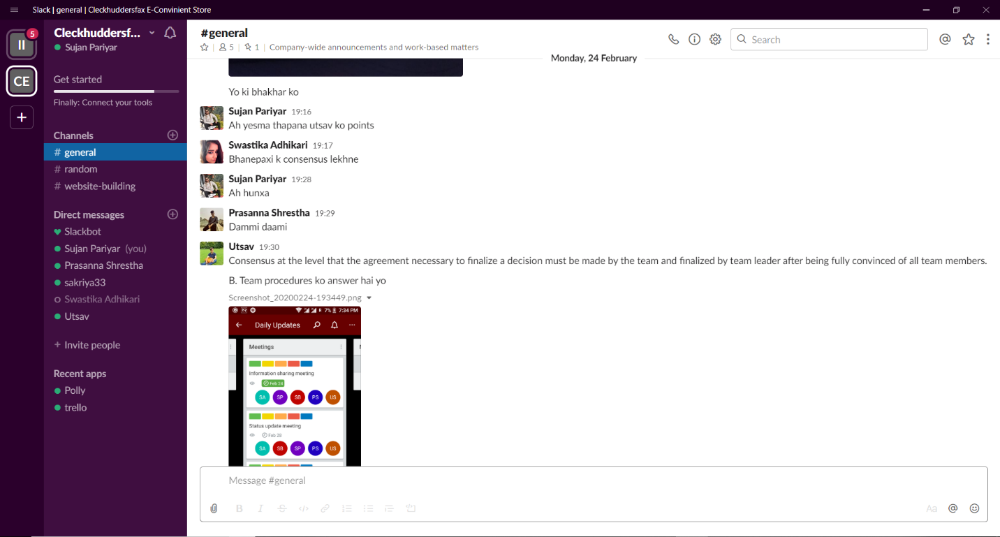 Slack | general | Cleckhuddersfax E-Convinient Store
II
5
CE
+
Cleckhuddersf...
Sujan Pariyar
Get started
Finally: Connect your tools
Channels
# general
# random
# website-building
Direct messages
Slackbot
Sujan Pariyar (you)
Prasanna Shrestha
sakriya33
Swastika Adhikari
Utsav
+ Invite people
Recent apps
Polly
trello
#general
5 | 1 | Company-wide announcements and work-based matters
Search
Monday, 24 February
Yo ki bhakhar ko
Sujan Pariyar 19:16
Ah yesma thapana utsav ko points
Swastika Adhikari 19:17
Bhanepaxi k consensus lekhne
Sujan Pariyar 19:28
Ah hunxa
Prasanna Shrestha 19:29
Dammi daami
Utsav 19:30
Consensus at the level that the agreement necessary to finalize a decision must be made by the team and finalized by team leader after being fully convinced of all team members.
B. Team procedures ko answer hai yo
Screenshot_20200224-193449.png
R 7% 7:34 PM
Daily Updates
Meetings
Information sharing meeting
Feb 24
SA SP SB PS US
Status update meeting
Feb 28
SA SB SP PS US
Message #general
B I S </>
Aa @